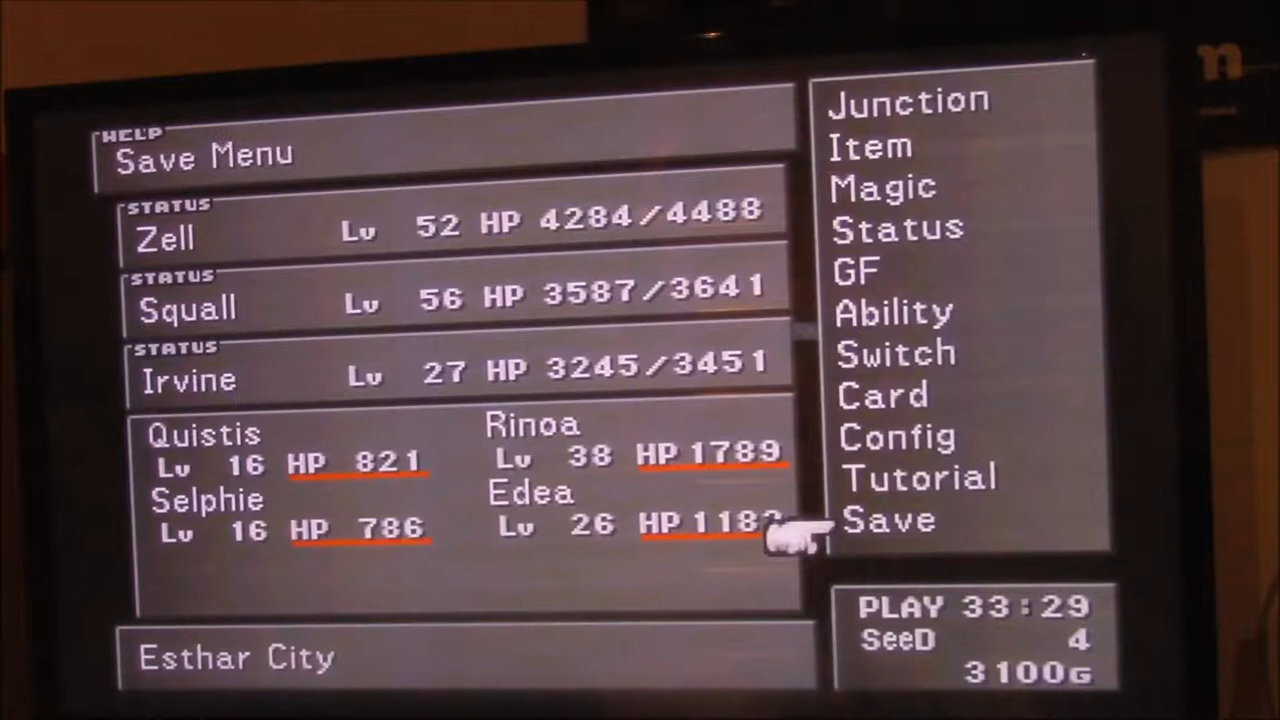 HELP
Save Menu
STATUS
Zell Lv 52 HP 4284/4488
STATUS
Squall Lv 56 HP 3587/3641
STATUS
Irvine Lv 27 HP 3245/3451
Quistis
Lv 16 HP 821
Rinoa
Lv 38 HP 1789
Selphie
Lv 16 HP 786
Edea
Lv 26 HP
Esthar City
Junction
Item
Magic
Status
GF
Ability
Switch
Card
Config
Tutorial
Save
PLAY 33:29
SeeD 4
3100G